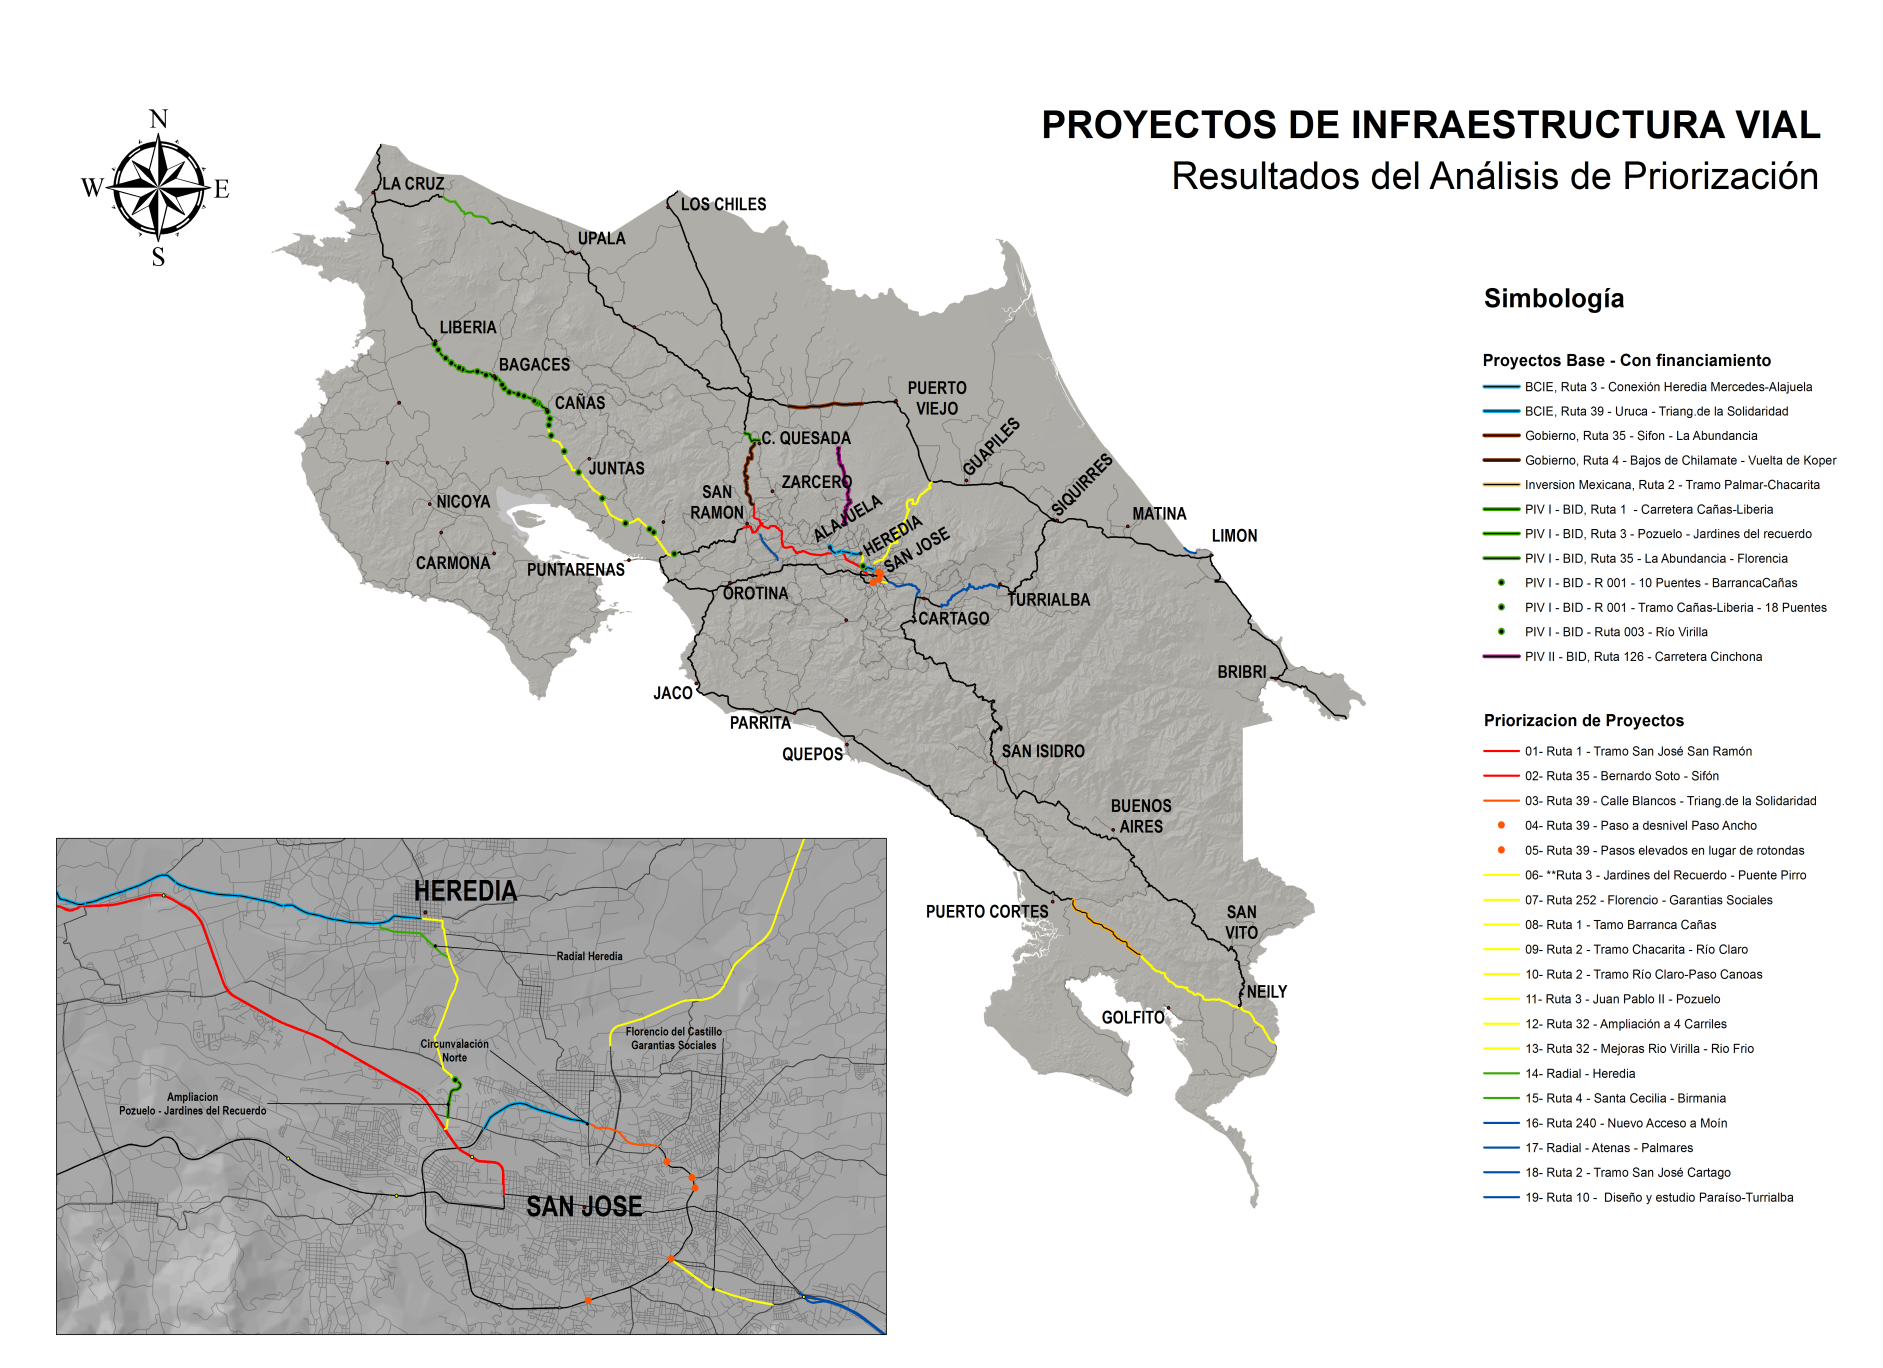 PROYECTOS DE INFRAESTRUCTURA VIAL
Resultados del Análisis de Priorización
N
W
E
S
LA CRUZ
LOS CHILES
UPALA
LIBERIA
BAGACES
CAÑAS
PUERTO
VIEJO
C. QUESADA
GUAPILES
JUNTAS
ZARCERO
SIQUIRRES
NICOYA
SAN
RAMON
ALAJUELA
HEREDIA
SAN JOSE
MATINA
LIMON
CARMONA
PUNTARENAS
OROTINA
CARTAGO
TURRIALBA
BRIBRI
JACO
PARRITA
QUEPOS
SAN ISIDRO
BUENOS
AIRES
PUERTO CORTES
SAN
VITO
NEILY
GOLFITO
Simbología
Proyectos Base - Con financiamiento
BCIE, Ruta 3 - Conexión Heredia Mercedes-Alajuela
BCIE, Ruta 39 - Uruca - Triang.de la Solidaridad
Gobierno, Ruta 35 - Sifon - La Abundancia
Gobierno, Ruta 4 - Bajos de Chilamate - Vuelta de Koper
Inversion Mexicana, Ruta 2 - Tramo Palmar-Chacarita
PIV I - BID, Ruta 1  - Carretera Cañas-Liberia
PIV I - BID, Ruta 3 - Pozuelo - Jardines del recuerdo
PIV I - BID, Ruta 35 - La Abundancia - Florencia
PIV I - BID - R 001 - 10 Puentes - BarrancaCañas
PIV I - BID - R 001 - Tramo Cañas-Liberia - 18 Puentes
PIV I - BID - Ruta 003 - Río Virilla
PIV II - BID, Ruta 126 - Carretera Cinchona
Priorizacion de Proyectos
01- Ruta 1 - Tramo San José San Ramón
02- Ruta 35 - Bernardo Soto - Sifón
03- Ruta 39 - Calle Blancos - Triang.de la Solidaridad
04- Ruta 39 - Paso a desnivel Paso Ancho
05- Ruta 39 - Pasos elevados en lugar de rotondas
06- **Ruta 3 - Jardines del Recuerdo - Puente Pirro
07- Ruta 252 - Florencio - Garantias Sociales
08- Ruta 1 - Tamo Barranca Cañas
09- Ruta 2 - Tramo Chacarita - Río Claro
10- Ruta 2 - Tramo Río Claro-Paso Canoas
11- Ruta 3 - Juan Pablo II - Pozuelo
12- Ruta 32 - Ampliación a 4 Carriles
13- Ruta 32 - Mejoras Rio Virilla - Rio Frio
14- Radial - Heredia
15- Ruta 4 - Santa Cecilia - Birmania
16- Ruta 240 - Nuevo Acceso a Moín
17- Radial - Atenas - Palmares
18- Ruta 2 - Tramo San José Cartago
19- Ruta 10 -  Diseño y estudio Paraíso-Turrialba
HEREDIA
Radial Heredia
Florencio del Castillo
Garantias Sociales
Circunvalación
Norte
Ampliacion
Pozuelo - Jardines del Recuerdo
SAN JOSE